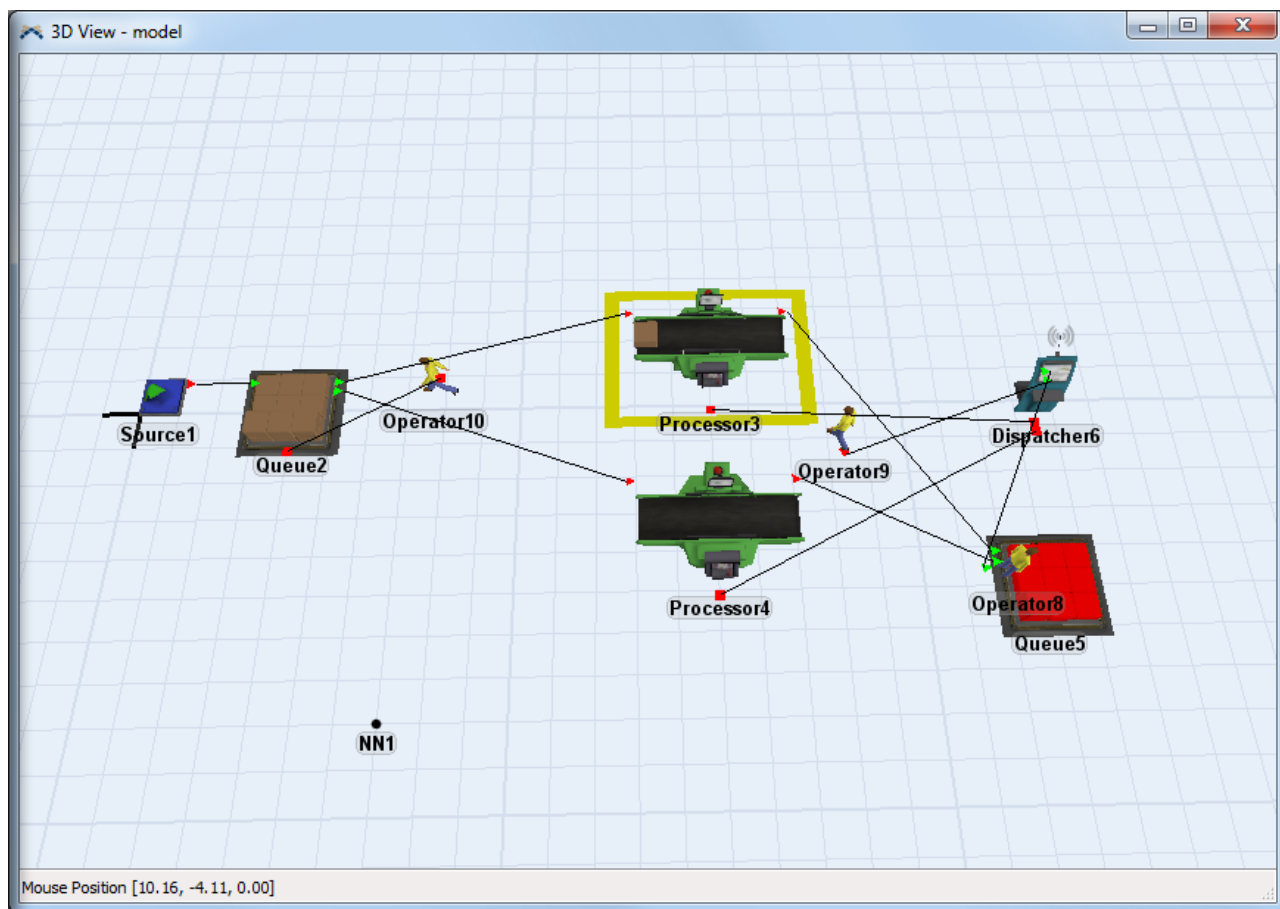 3D View - model
Source1
Queue2
Operator10
Processor3
Operator9
Dispatcher6
Processor4
Operator8
Queue5
NN1
Mouse Position [10.16, -4.11, 0.00]